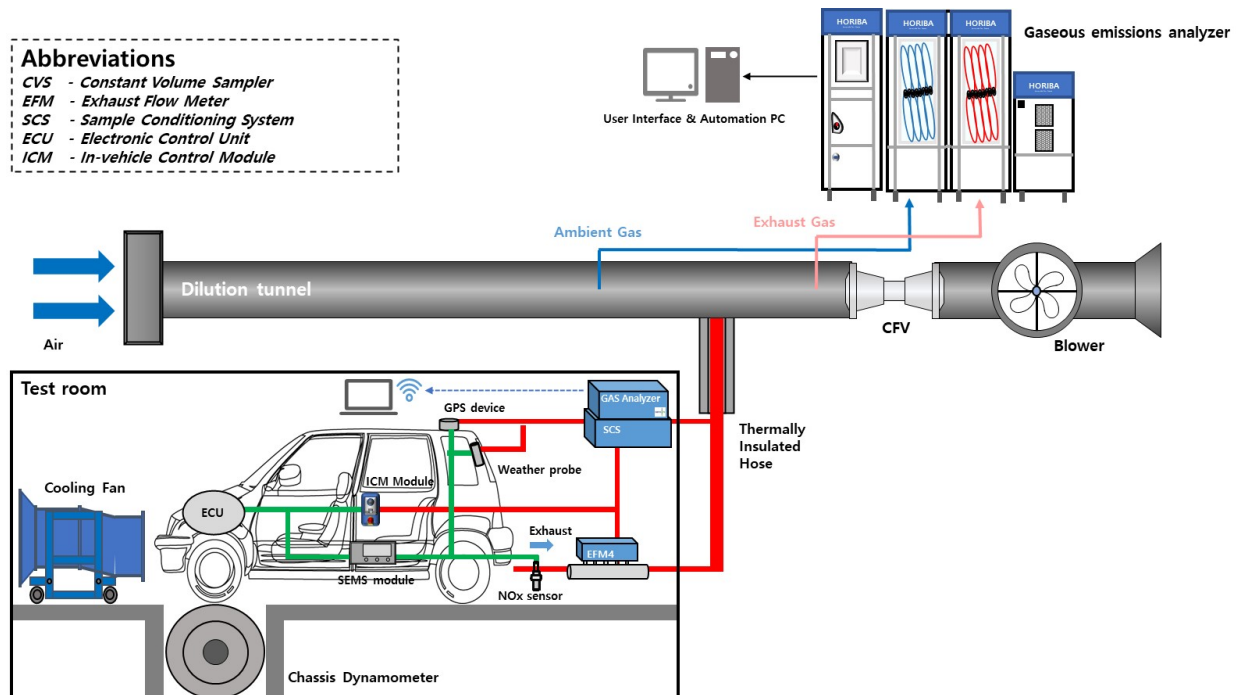 Abbreviations
CVS - Constant Volume Sampler
EFM - Exhaust Flow Meter
SCS - Sample Conditioning System
ECU - Electronic Control Unit
ICM - In-vehicle Control Module
User Interface & Automation PC
HORIBA
HORIBA
HORIBA
HORIBA
Gaseous emissions analyzer
Ambient Gas
Exhaust Gas
Dilution tunnel
Air
CFV
Blower
Test room
GPS device
GAS Analyzer
SCS
Thermally
Insulated
Hose
Weather probe
Cooling Fan
ICM Module
ECU
Exhaust
EFM4
SEMS module
NOx sensor
Chassis Dynamometer